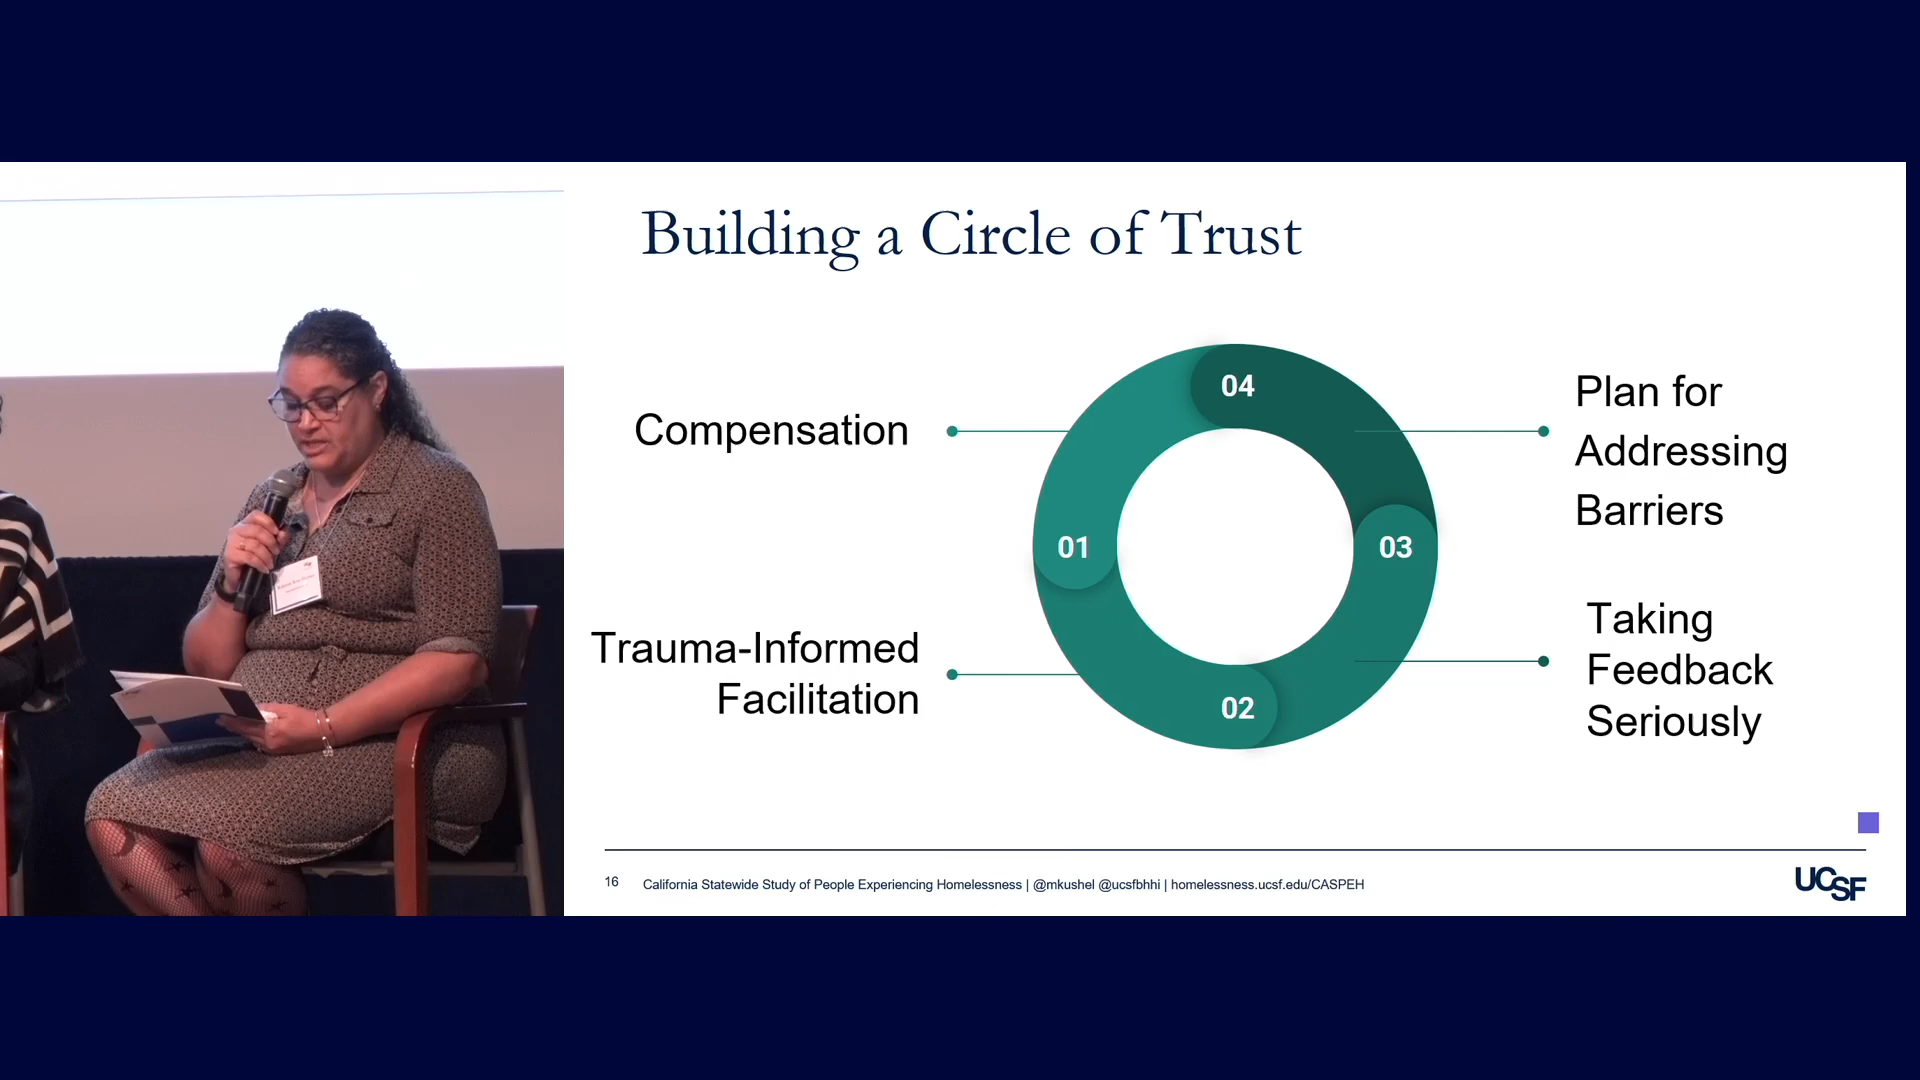 Building a Circle of Trust
Compensation
Trauma-Informed
Facilitation
04
01
03
02
Plan for
Addressing
Barriers
Taking
Feedback
Seriously
16 California Statewide Study of People Experiencing Homelessness | @mkushel @ucsfbhhi | homelessness.ucsf.edu/CASPEH
UCSF